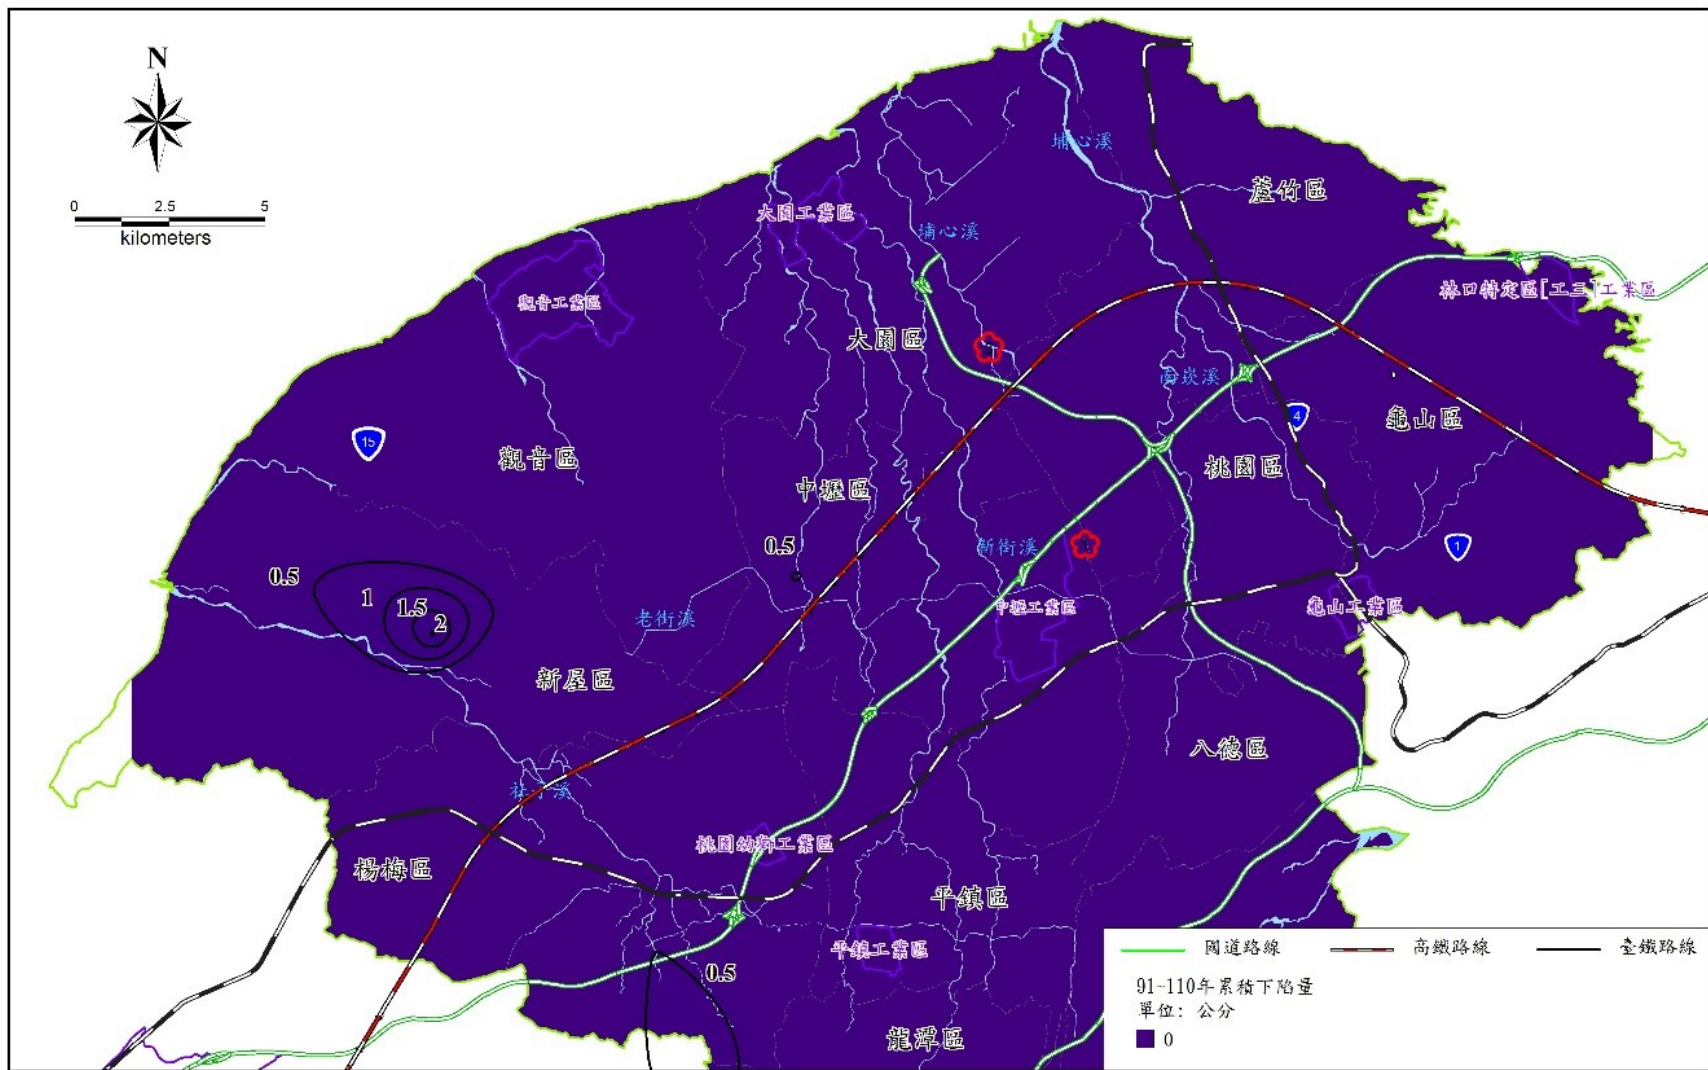 N
0 2.5 5
kilometers
埔心溪
蘆竹區
大園工業區
埔心溪
觀音工業區
林口特定區[工三]工業區
大園區
南崁溪
4
龜山區
15
觀音區
桃園區
中壢區
0.5
新街溪
1
0.5
1
1.5
2
中壢工業區
龜山工業區
老街溪
新屋區
八德區
社子溪
桃園幼獅工業區
楊梅區
平鎮區
平鎮工業區
0.5
龍潭區
國道路線 高鐵路線 臺鐵路線
91~110年累積下陷量
單位：公分
0